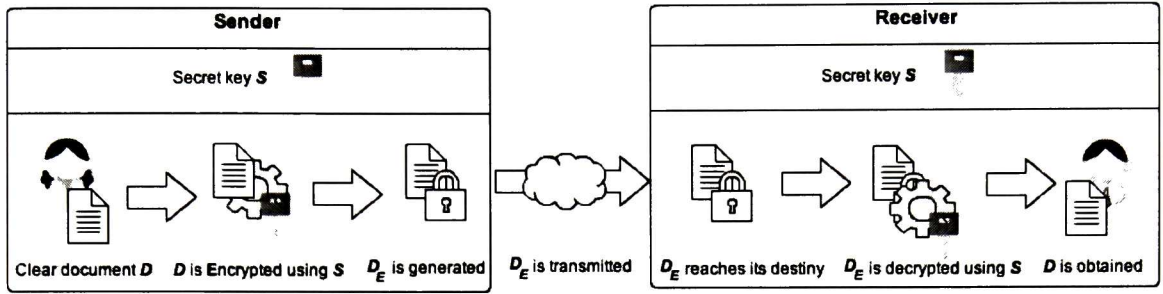 Sender
Receiver
Secret key S
Secret key S
Clear document D
D is Encrypted using S
D_E is generated
D_E is transmitted
D_E reaches its destiny
D_E is decrypted using S
D is obtained